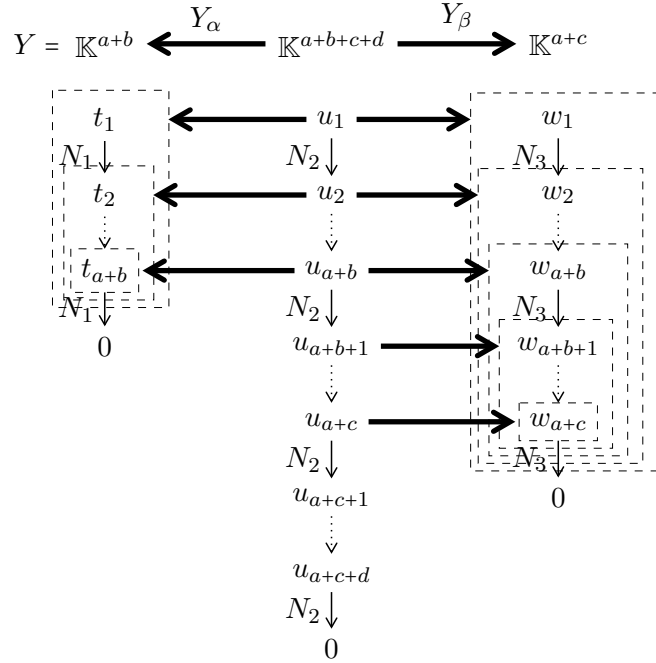 Y_α Y_β
Y = 𝕂^{a+b} 𝕂^{a+b+c+d} 𝕂^{a+c}
t_1 u_1 w_1
N_1 N_2 N_3
t_2 u_2 w_2
t_{a+b} u_{a+b} w_{a+b}
N_1 N_2 N_3
0 u_{a+b+1} w_{a+b+1}
u_{a+c} w_{a+c}
N_2 N_3
u_{a+c+1} 0
u_{a+c+d}
N_2
0